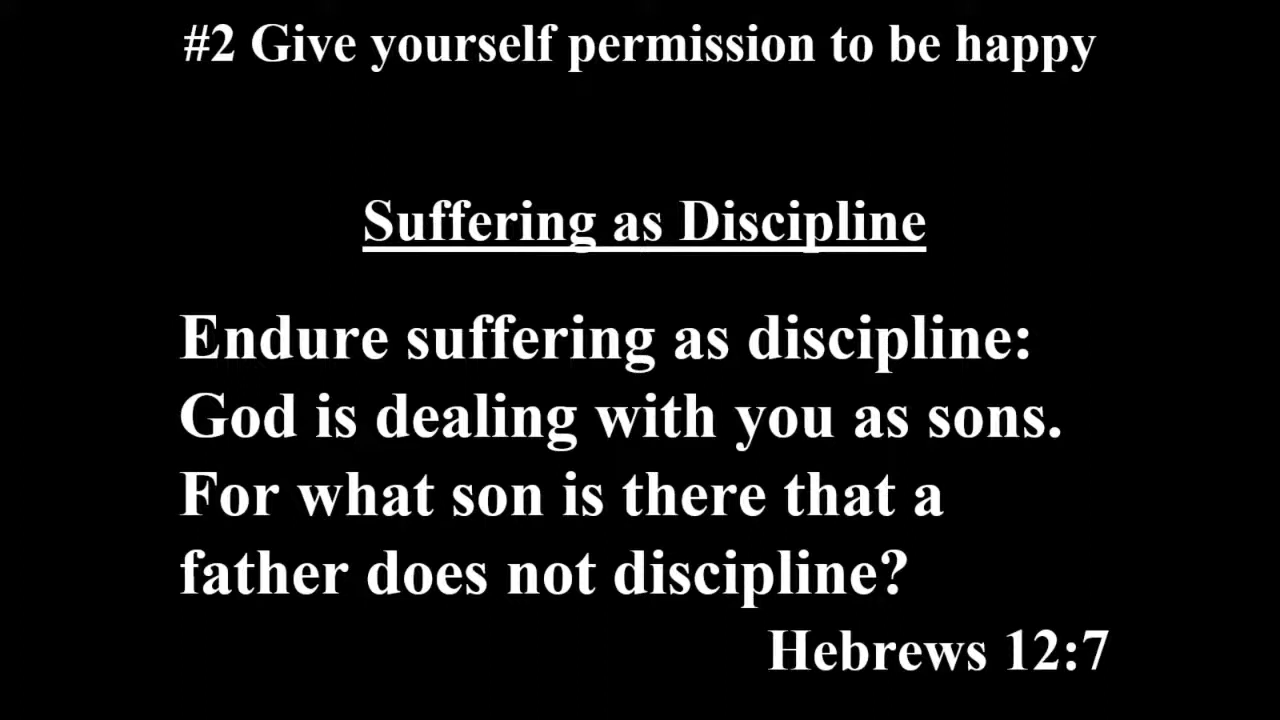 #2 Give yourself permission to be happy
Suffering as Discipline
Endure suffering as discipline:
God is dealing with you as sons.
For what son is there that a
father does not discipline?
Hebrews 12:7